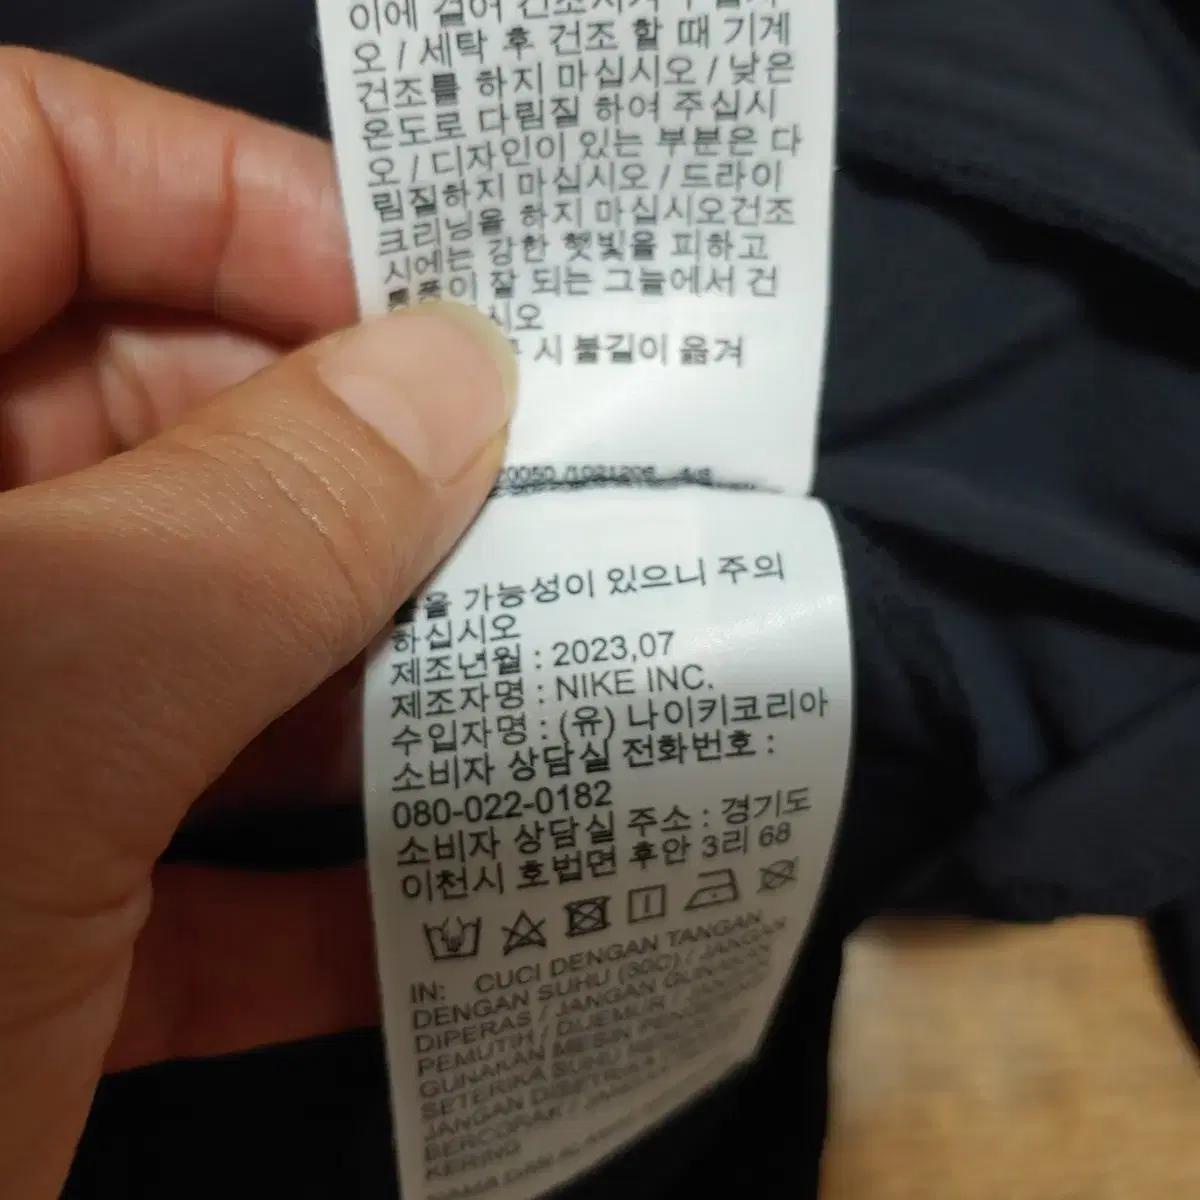 이에 걸어 건조시켜 주십시
오 / 세탁 후 건조 할 때 기계
건조를 하지 마십시오 / 낮은
온도로 다림질 하여 주십시
오 / 디자인이 있는 부분은 다
림질하지 마십시오 / 드라이
크리닝을 하지 마십시오건조
시에는 강한 햇빛을 피하고
통풍이 잘 되는 그늘에서 건
시오
시 불길이 옮겨
20050 /1021206
붙을 가능성이 있으니 주의
하십시오
제조년월 : 2023,07
제조자명 : NIKE INC.
수입자명 : (유) 나이키코리아
소비자 상담실 전화번호 :
080-022-0182
소비자 상담실 주소 : 경기도
이천시 호법면 후안 3리 68
IN: CUCI DENGAN TANGAN
DENGAN SUHU (30C) / JANGAN
DIPERAS / JANGAN GUNAKAN
PEMUTIH / DIJEMUR /
GUNAKAN MESIN
SETERIKA SUHU
JANGAN DISETRIKA
BERCORAK /
KERING